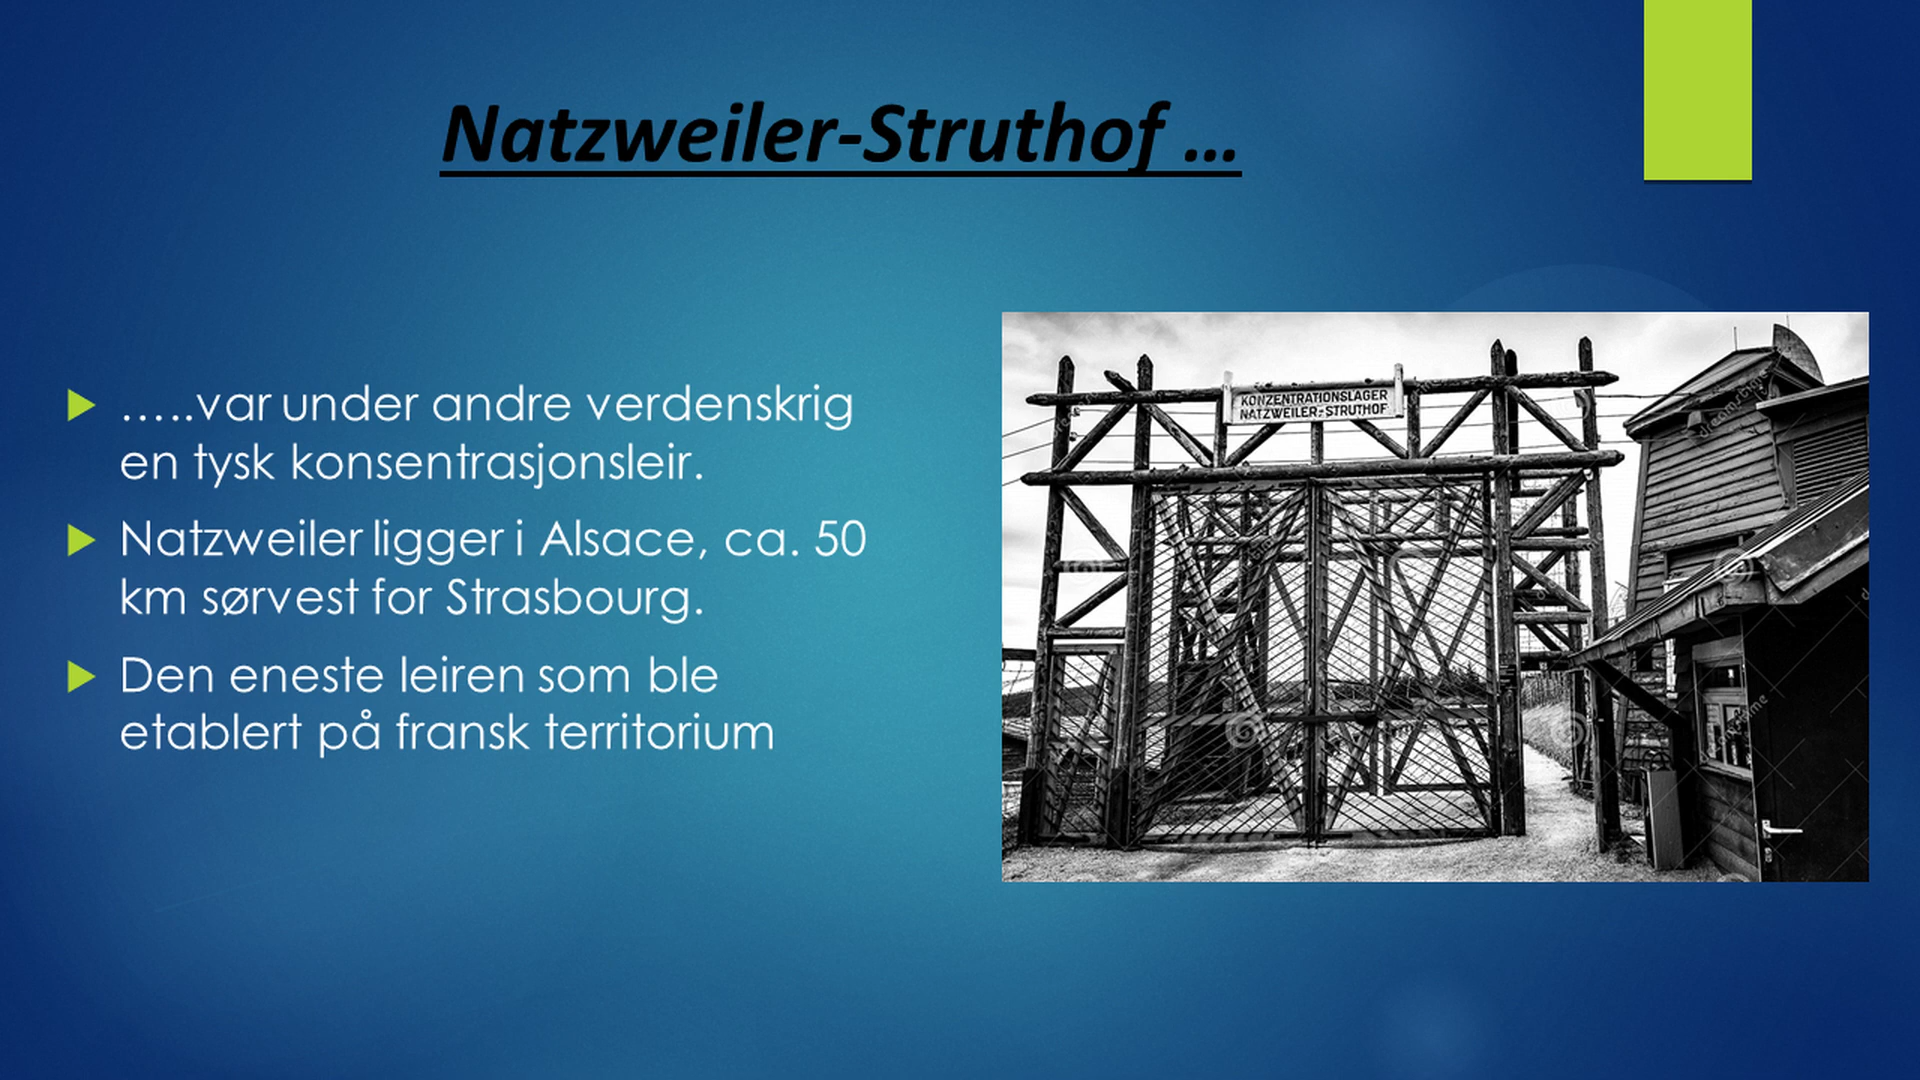 Natzweiler-Struthof ...
.....var under andre verdenskrig
en tysk konsentrasjonsleir.
Natzweiler ligger i Alsace, ca. 50
km sørvest for Strasbourg.
Den eneste leiren som ble
etablert på fransk territorium
KONZENTRATIONSLAGER
NATZWEILER-STRUTHOF